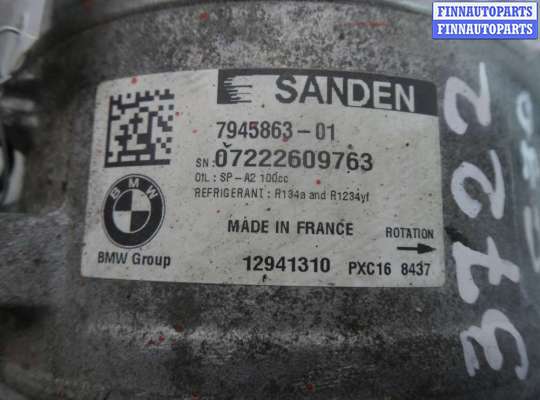 FINNAUTOPARTS
FINNAUTOPARTS
SANDEN
7945863-01
SN: 07222609763
OIL: SP-A2 100cc
REFRIGERANT: R134a and R1234yf
BMW
MADE IN FRANCE
ROTATION
BMW Group
12941310 PXC16 8437
3722